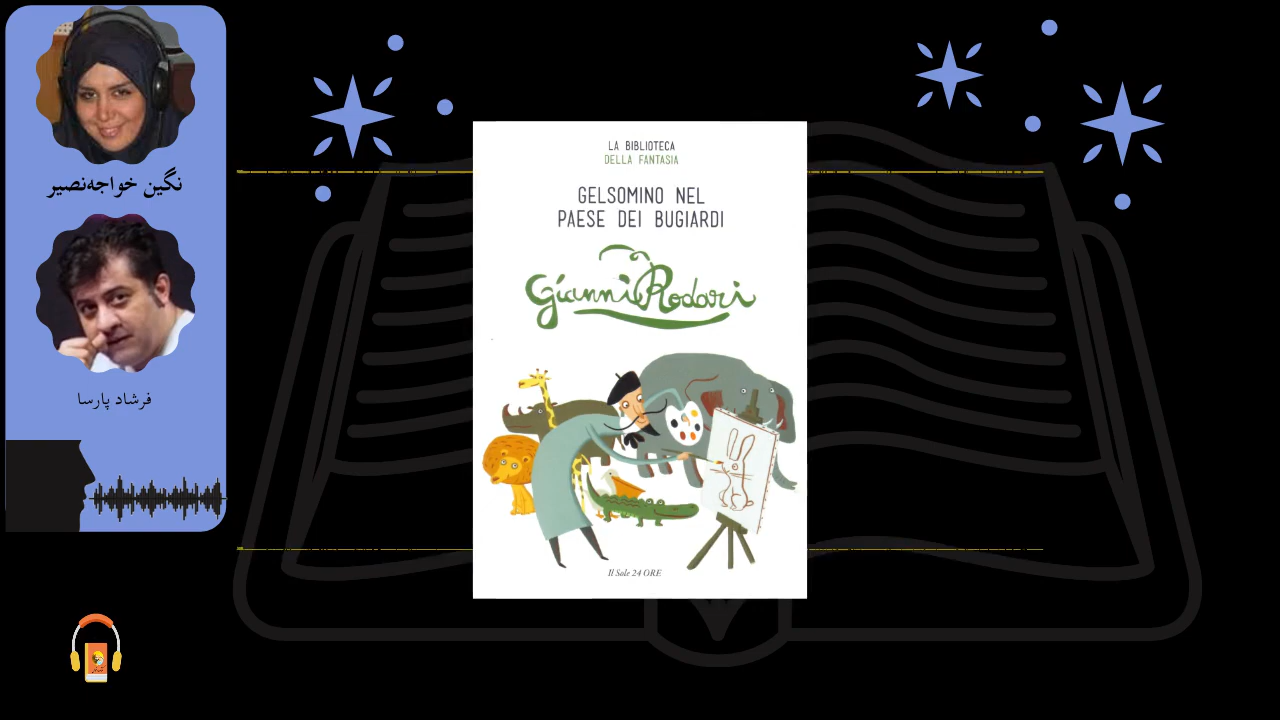 نگین خواجه‌نصیر
فرشاد پارسا
LA BIBLIOTECA
DELLA FANTASIA
GELSOMINO NEL
PAESE DEI BUGIARDI
Gianni Rodari
Il Sole 24 ORE